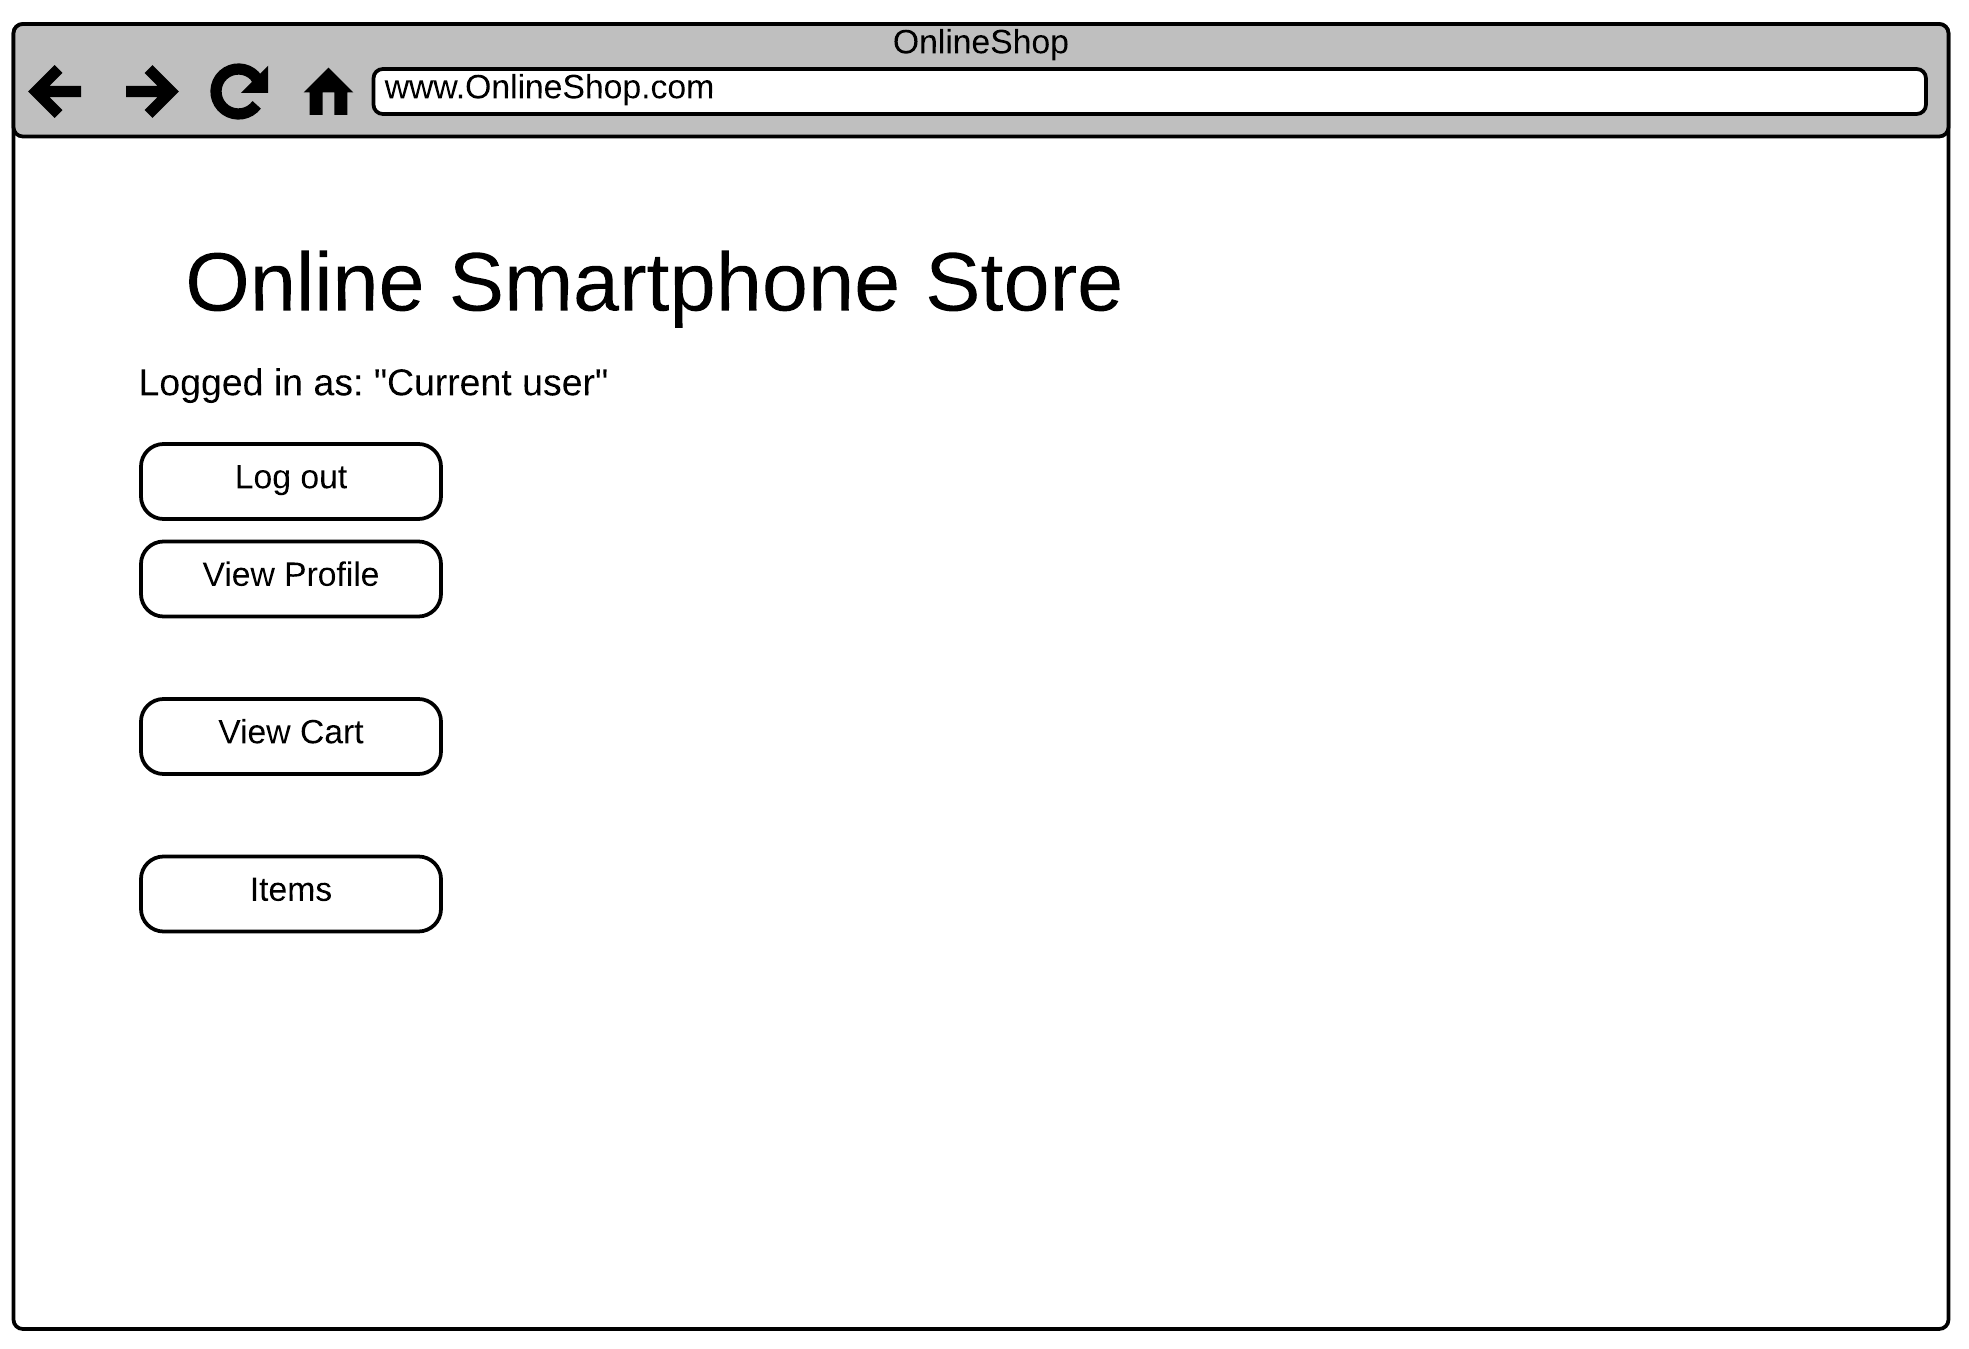 OnlineShop
www.OnlineShop.com
Online Smartphone Store
Logged in as: "Current user"
Log out
View Profile
View Cart
Items